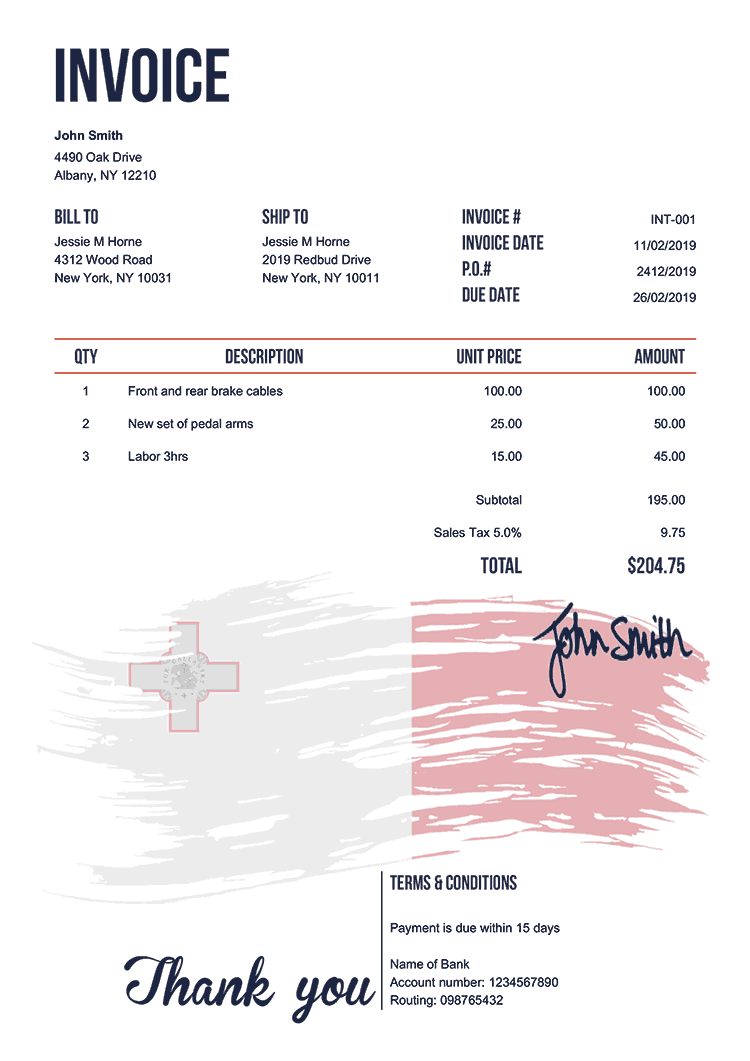 INVOICE
John Smith
4490 Oak Drive
Albany, NY 12210
BILL TO
Jessie M Horne
4312 Wood Road
New York, NY 10031
SHIP TO
Jessie M Horne
2019 Redbud Drive
New York, NY 10011
INVOICE # INT-001
INVOICE DATE 11/02/2019
P.O.# 2412/2019
DUE DATE 26/02/2019
QTY DESCRIPTION UNIT PRICE AMOUNT
1 Front and rear brake cables 100.00 100.00
2 New set of pedal arms 25.00 50.00
3 Labor 3hrs 15.00 45.00
Subtotal 195.00
Sales Tax 5.0% 9.75
TOTAL $204.75
John Smith
TERMS & CONDITIONS
Payment is due within 15 days
Name of Bank
Account number: 1234567890
Routing: 098765432
Thank you